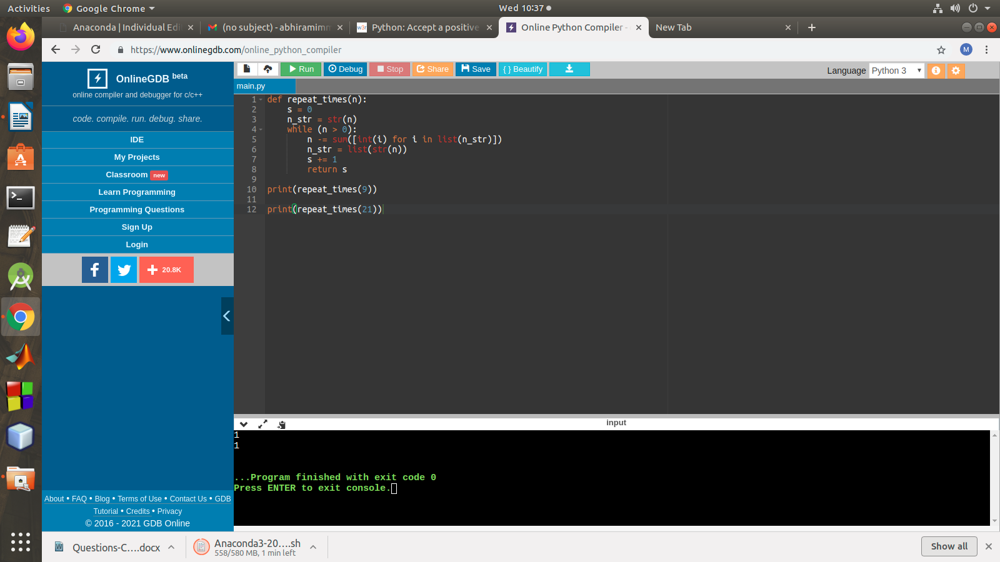 Activities
Google Chrome
Wed 10:37
Anaconda | Individual Edi
(no subject) - abhiramimm
w3r
Python: Accept a positive
Online Python Compiler -
New Tab
https://www.onlinegdb.com/online_python_compiler
M
OnlineGDB beta
online compiler and debugger for c/c++
code. compile. run. debug. share.
IDE
My Projects
Classroom new
Learn Programming
Programming Questions
Sign Up
Login
20.8K
About • FAQ • Blog • Terms of Use • Contact Us • GDB
Tutorial • Credits • Privacy
© 2016 - 2021 GDB Online
Run
Debug
Stop
Share
Save
{ } Beautify
Language
Python 3
main.py
1 def repeat_times(n):
2     s = 0
3     n_str = str(n)
4     while (n > 0):
5         n -= sum([int(i) for i in list(n_str)])
6         n_str = list(str(n))
7         s += 1
8         return s
9
10 print(repeat_times(9))
11
12 print(repeat_times(21))
input
1
1
...Program finished with exit code 0
Press ENTER to exit console.
Questions-C....docx
Anaconda3-20....sh
558/580 MB, 1 min left
Show all